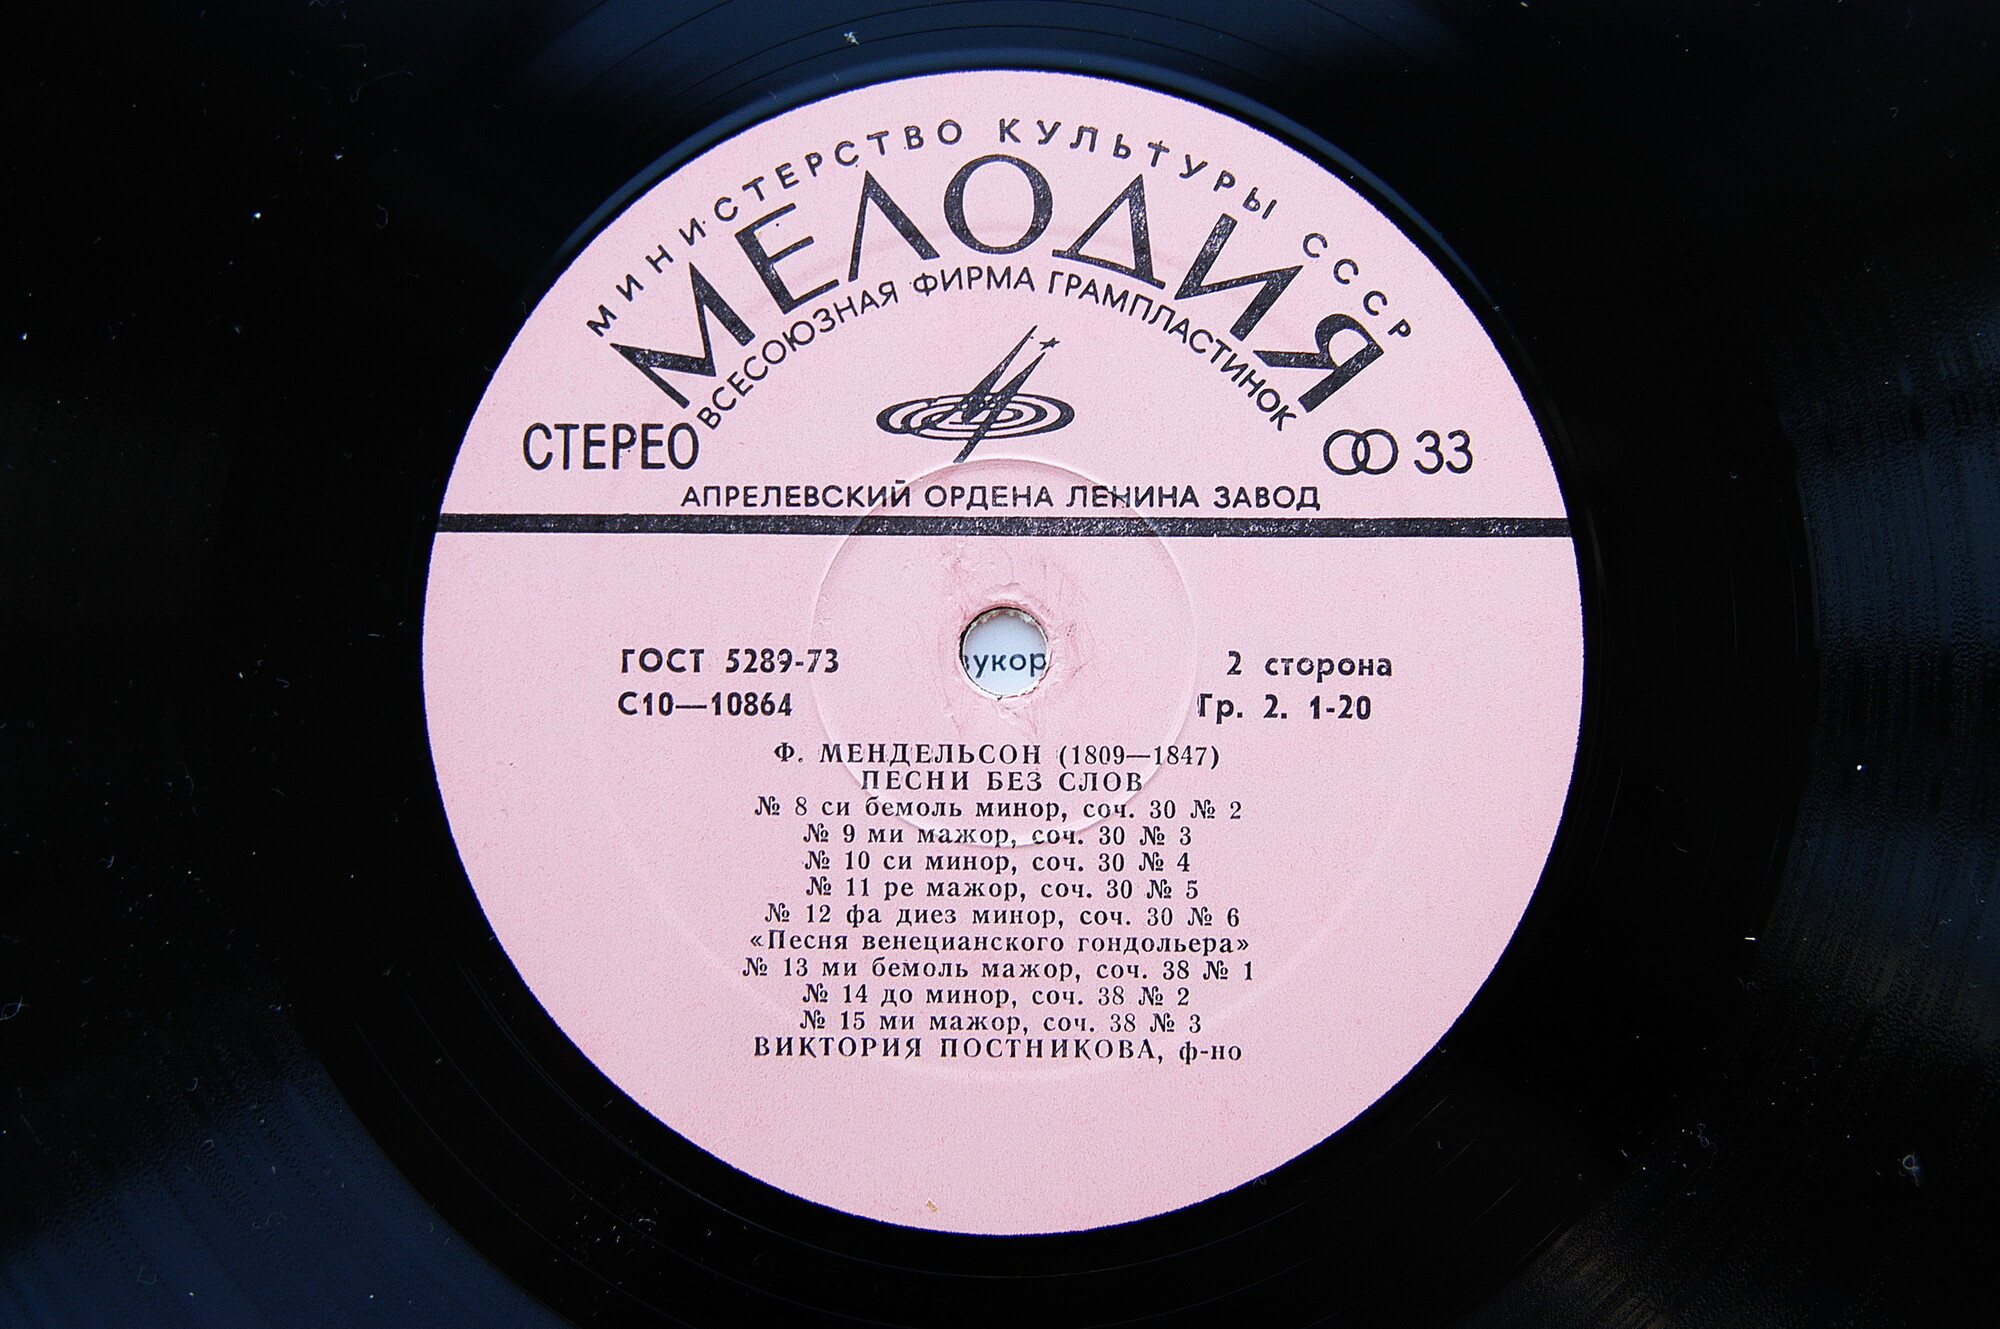 МИНИСТЕРСТВО КУЛЬТУРЫ СССР
МЕЛОДИЯ
ВСЕСОЮЗНАЯ ФИРМА ГРАМПЛАСТИНОК
СТЕРЕО
33
АПРЕЛЕВСКИЙ ОРДЕНА ЛЕНИНА ЗАВОД
ГОСТ 5289-73
2 сторона
С10—10864
Гр. 2. 1-20
Ф. МЕНДЕЛЬСОН (1809—1847)
ПЕСНИ БЕЗ СЛОВ
№ 8 си бемоль минор, соч. 30 № 2
№ 9 ми мажор, соч. 30 № 3
№ 10 си минор, соч. 30 № 4
№ 11 ре мажор, соч. 30 № 5
№ 12 фа диез минор, соч. 30 № 6
«Песня венецианского гондольера»
№ 13 ми бемоль мажор, соч. 38 № 1
№ 14 до минор, соч. 38 № 2
№ 15 ми мажор, соч. 38 № 3
ВИКТОРИЯ ПОСТНИКОВА, ф-но